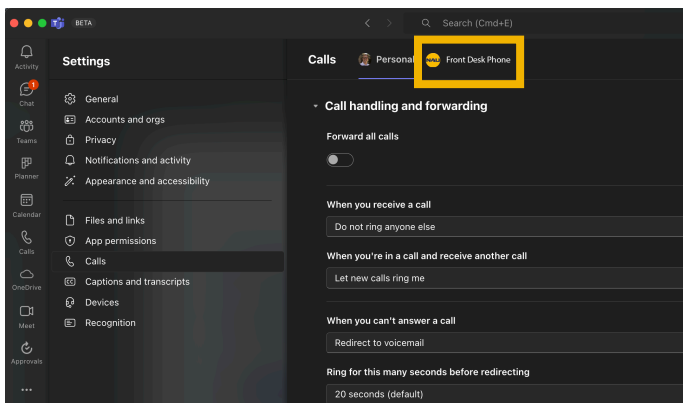 BETA
Search (Cmd+E)
Activity
1
Chat
Teams
Planner
Calendar
Calls
OneDrive
Meet
Approvals
Settings
General
Accounts and orgs
Privacy
Notifications and activity
Appearance and accessibility
Files and links
App permissions
Calls
CC Captions and transcripts
Devices
Recognition
Calls
Personal
NAU Front Desk Phone
Call handling and forwarding
Forward all calls
When you receive a call
Do not ring anyone else
When you're in a call and receive another call
Let new calls ring me
When you can't answer a call
Redirect to voicemail
Ring for this many seconds before redirecting
20 seconds (default)